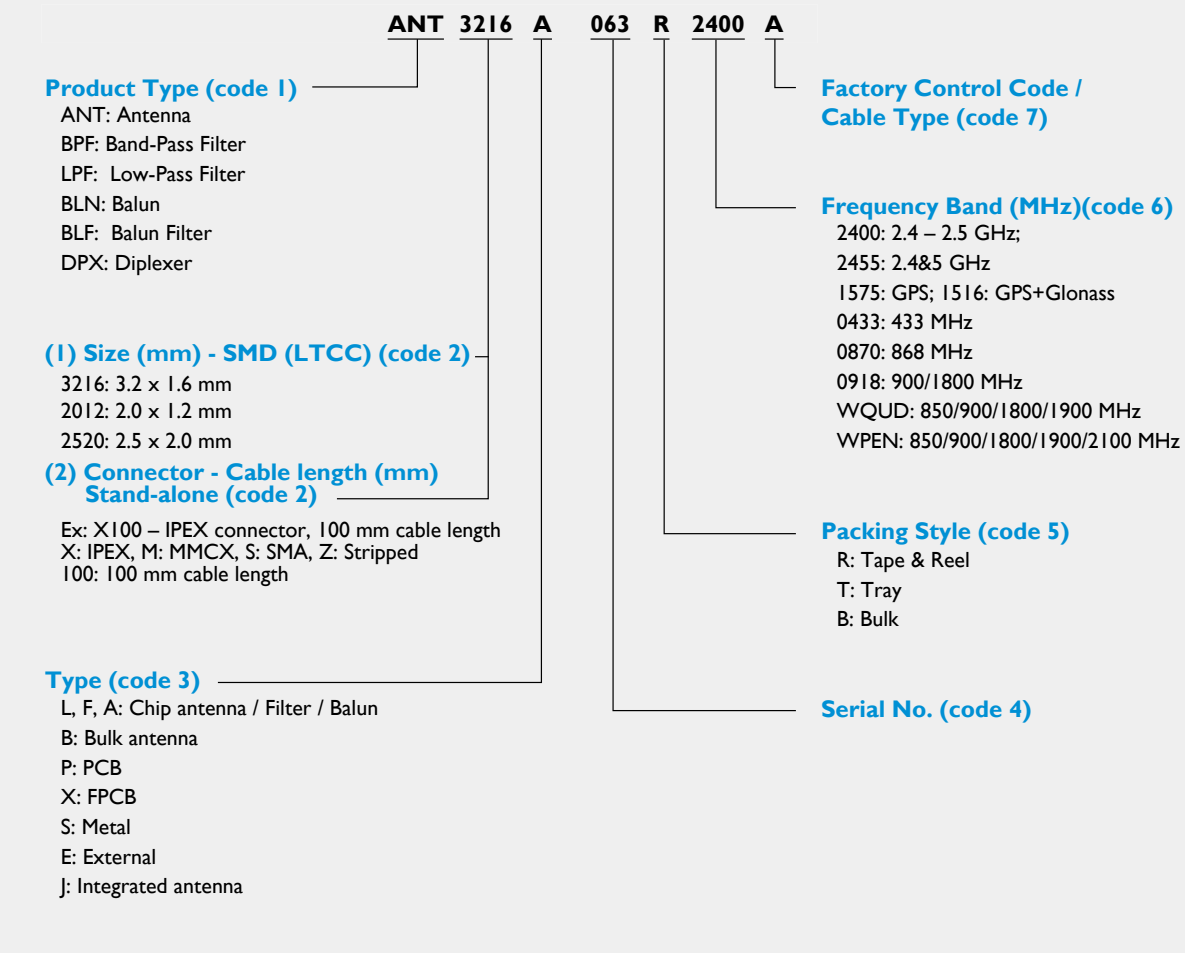 ANT 3216 A 063 R 2400 A
Product Type (code 1)
ANT: Antenna
BPF: Band-Pass Filter
LPF: Low-Pass Filter
BLN: Balun
BLF: Balun Filter
DPX: Diplexer
(1) Size (mm) - SMD (LTCC) (code 2)
3216: 3.2 x 1.6 mm
2012: 2.0 x 1.2 mm
2520: 2.5 x 2.0 mm
(2) Connector - Cable length (mm)
Stand-alone (code 2)
Ex: X100 – IPEX connector, 100 mm cable length
X: IPEX, M: MMCX, S: SMA, Z: Stripped
100: 100 mm cable length
Type (code 3)
L, F, A: Chip antenna / Filter / Balun
B: Bulk antenna
P: PCB
X: FPCB
S: Metal
E: External
J: Integrated antenna
Factory Control Code /
Cable Type (code 7)
Frequency Band (MHz)(code 6)
2400: 2.4 – 2.5 GHz;
2455: 2.4&5 GHz
1575: GPS; 1516: GPS+Glonass
0433: 433 MHz
0870: 868 MHz
0918: 900/1800 MHz
WQUD: 850/900/1800/1900 MHz
WPEN: 850/900/1800/1900/2100 MHz
Packing Style (code 5)
R: Tape & Reel
T: Tray
B: Bulk
Serial No. (code 4)